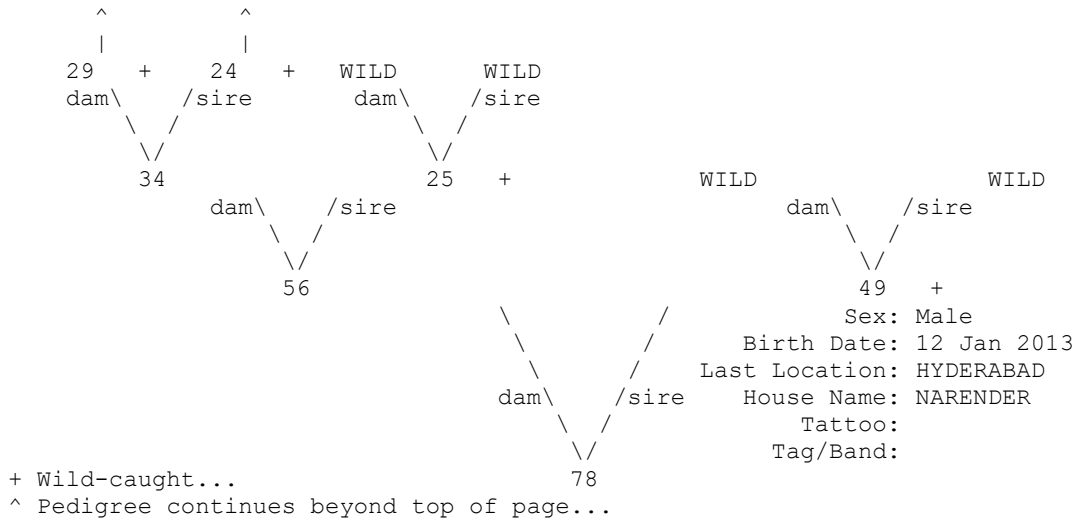 ^ ^
| |
29 + 24 + WILD WILD
dam\ /sire dam\ /sire
\ / \ /
\/ \/
34 25 + WILD WILD
dam\ /sire dam\ /sire
\ / \ /
\/ \/
56 49 +
\ / Sex: Male
\ / Birth Date: 12 Jan 2013
\ / Last Location: HYDERABAD
dam\ /sire House Name: NARENDER
\ / Tattoo:
\/ Tag/Band:
+ Wild-caught... 78
^ Pedigree continues beyond top of page...